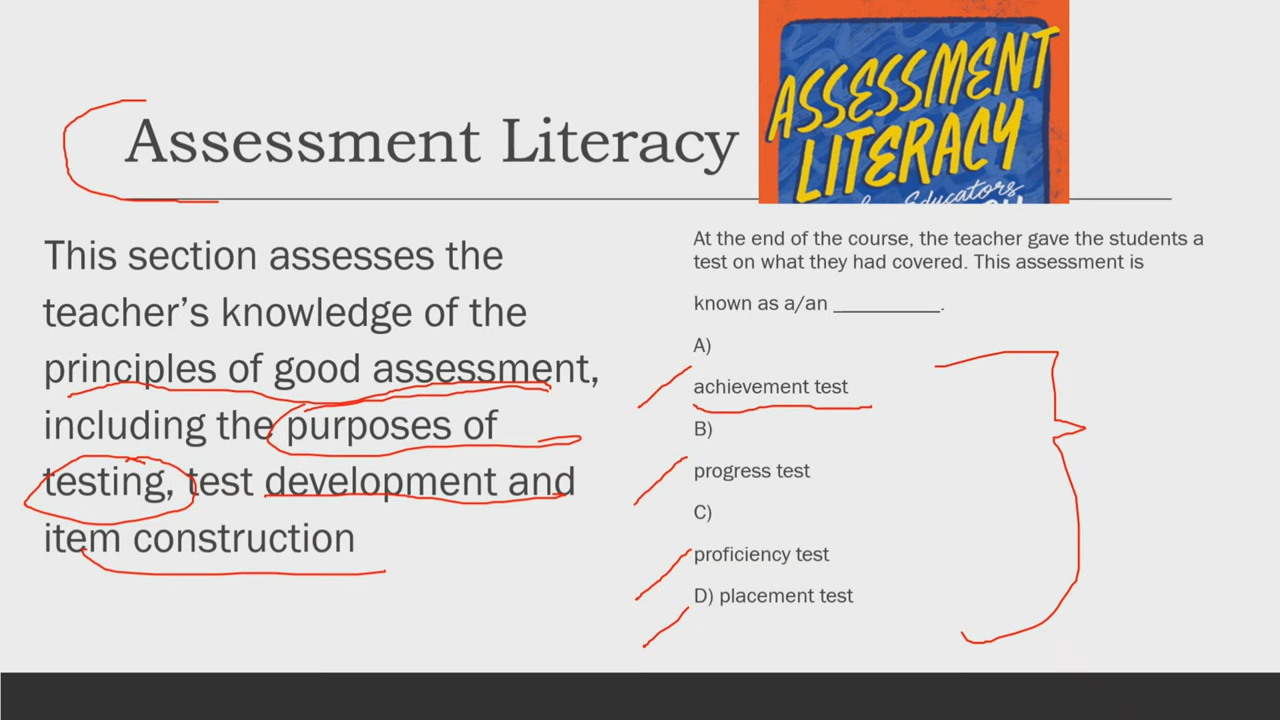 Assessment Literacy
ASSESSMENT
LITERACY
Educators
This section assesses the
teacher’s knowledge of the
principles of good assessment,
including the purposes of
testing, test development and
item construction
At the end of the course, the teacher gave the students a
test on what they had covered. This assessment is
known as a/an __________.
A)
achievement test
B)
progress test
C)
proficiency test
D) placement test